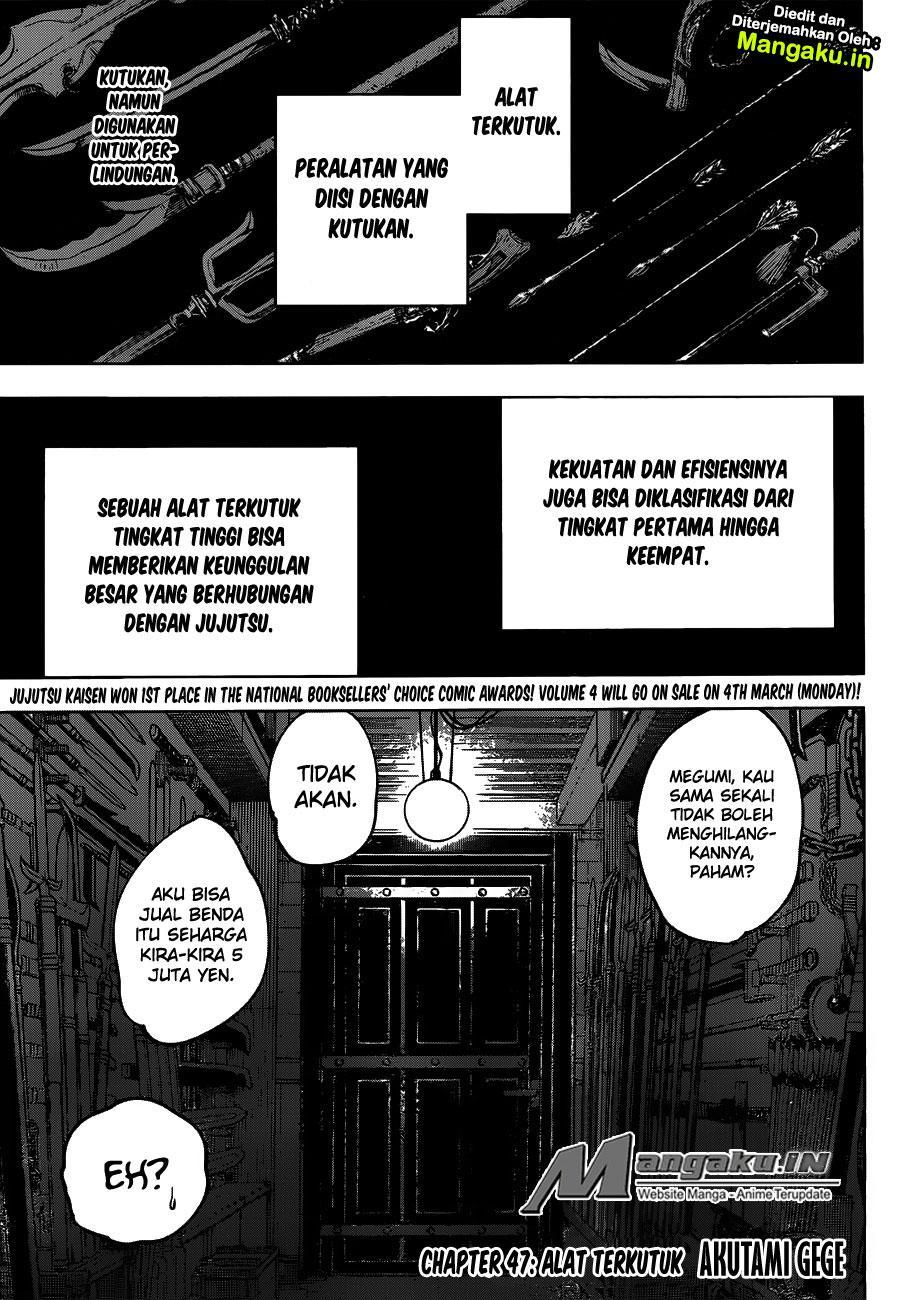 Diedit dan
Diterjemahkan Oleh:
Mangaku.in
ALAT
TERKUTUK.
PERALATAN YANG
DIISI DENGAN
KUTUKAN.
KUTUKAN,
NAMUN
DIGUNAKAN
UNTUK PER-
LINDUNGAN.
KEKUATAN DAN EFISIENSINYA
JUGA BISA DIKLASIFIKASI DARI
TINGKAT PERTAMA HINGGA
KEEMPAT.
SEBUAH ALAT TERKUTUK
TINGKAT TINGGI BISA
MEMBERIKAN KEUNGGULAN
BESAR YANG BERHUBUNGAN
DENGAN JUJUTSU.
JUJUTSU KAISEN WON 1ST PLACE IN THE NATIONAL BOOKSELLERS' CHOICE COMIC AWARDS! VOLUME 4 WILL GO ON SALE ON 4TH MARCH (MONDAY)!
MEGUMI, KAU
SAMA SEKALI
TIDAK BOLEH
MENGHILANG-
KANNYA,
PAHAM?
TIDAK
AKAN.
AKU BISA
JUAL BENDA
ITU SEHARGA
KIRA-KIRA 5
JUTA YEN.
EH?
Mangaku.IN
Website Manga - Anime Terupdate
CHAPTER 47: ALAT TERKUTUK AKUTAMI GEGE